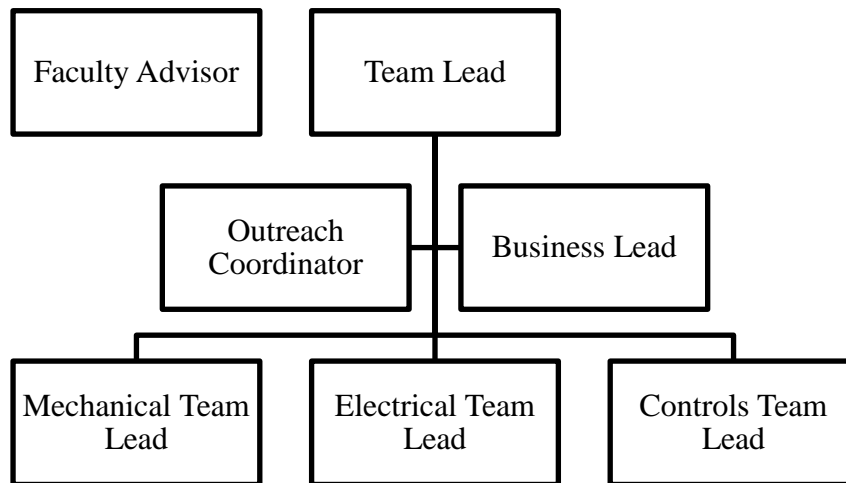 Faculty Advisor
Team Lead
Outreach
Coordinator
Business Lead
Mechanical Team
Lead
Electrical Team
Lead
Controls Team
Lead